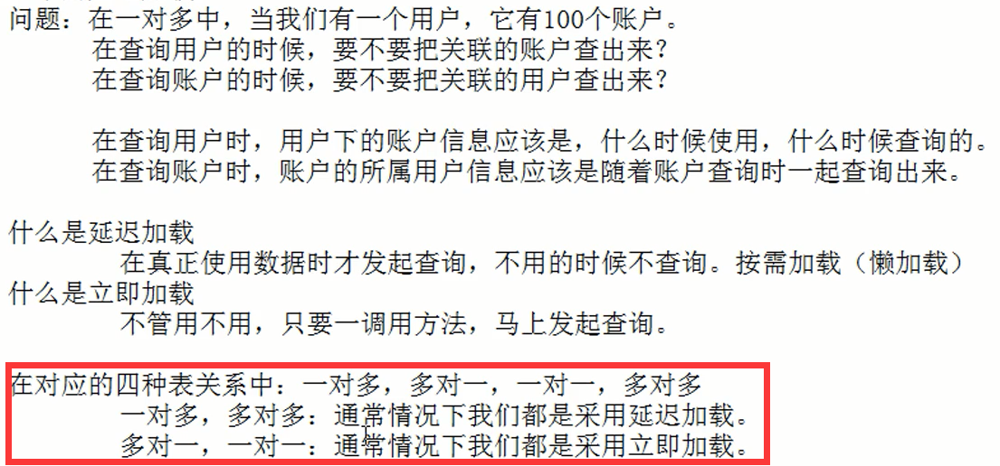 问题：在一对多中，当我们有一个用户，它有100个账户。
在查询用户的时候，要不要把关联的账户查出来？
在查询账户的时候，要不要把关联的用户查出来？
在查询用户时，用户下的账户信息应该是，什么时候使用，什么时候查询的。
在查询账户时，账户的所属用户信息应该是随着账户查询时一起查询出来。
什么是延迟加载
在真正使用数据时才发起查询，不用的时候不查询。按需加载（懒加载）
什么是立即加载
不管用不用，只要一调用方法，马上发起查询。
在对应的四种表关系中：一对多，多对一，一对一，多对多
一对多，多对多：通常情况下我们都是采用延迟加载。
多对一，一对一：通常情况下我们都是采用立即加载。